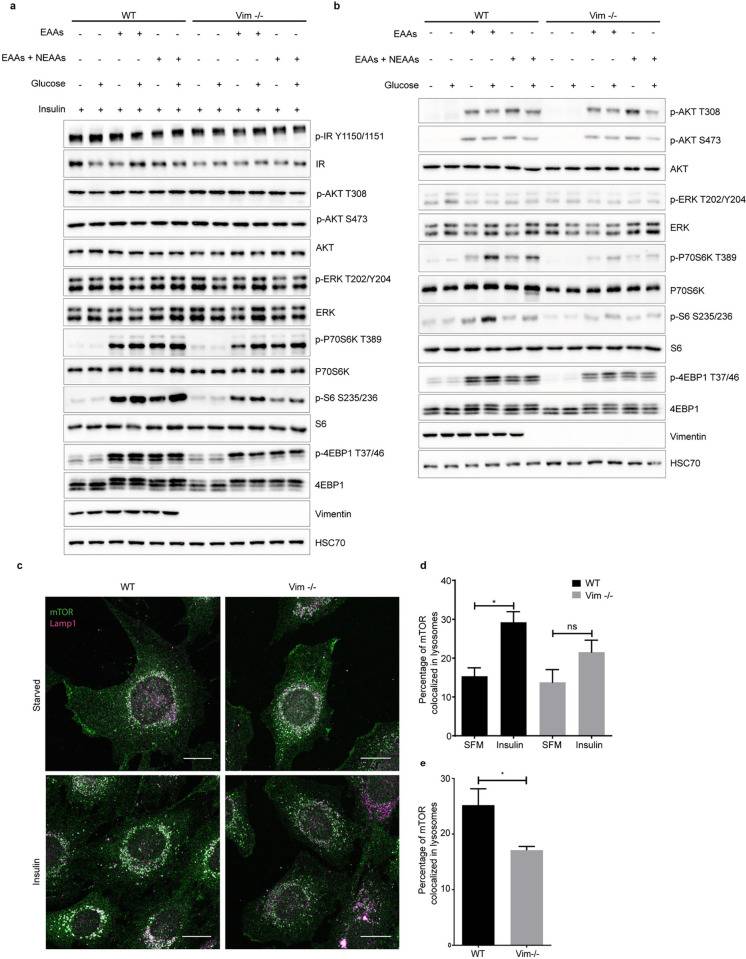 a
WT Vim -/-
EAAs - - + + - - - - + + - -
EAAs + NEAAs - - - - + + - - - - + +
Glucose - + - + - + - + - + - +
Insulin + + + + + + + + + + + +
p-IR Y1150/1151
IR
p-AKT T308
p-AKT S473
AKT
p-ERK T202/Y204
ERK
p-P70S6K T389
P70S6K
p-S6 S235/236
S6
p-4EBP1 T37/46
4EBP1
Vimentin
HSC70
b
WT Vim -/-
EAAs - - + + - - - - + + - -
EAAs + NEAAs - - - - + + - - - - + +
Glucose - + - + - + - + - + - +
p-AKT T308
p-AKT S473
AKT
p-ERK T202/Y204
ERK
p-P70S6K T389
P70S6K
p-S6 S235/236
S6
p-4EBP1 T37/46
4EBP1
Vimentin
HSC70
c
WT Vim -/-
mTOR
Lamp1
Starved
Insulin
d
WT
Vim -/-
Percentage of mTOR
colocalized in lysosomes
40
30
20
10
0
* ns
SFM Insulin SFM Insulin
e
Percentage of mTOR
colocalized in lysosomes
30
20
10
0
*
WT Vim-/-